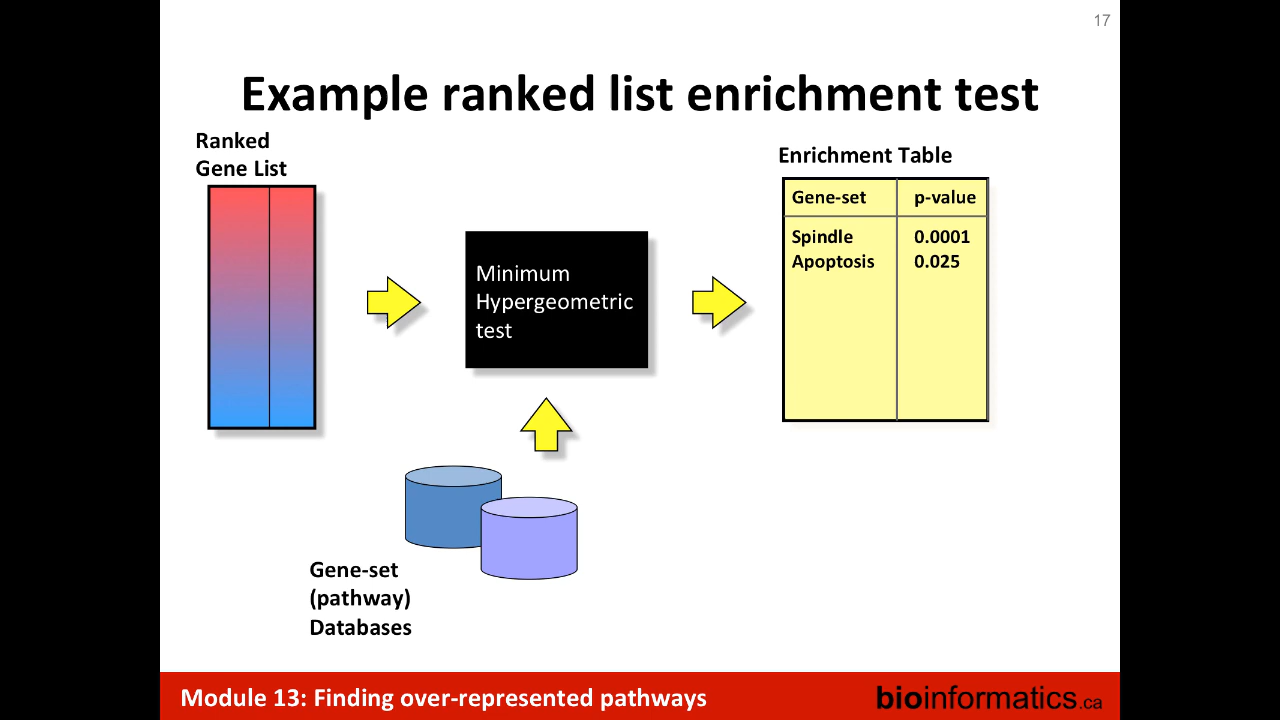 17
Example ranked list enrichment test
Ranked
Gene List
Enrichment Table
Gene-set p-value
Spindle 0.0001
Apoptosis 0.025
Minimum
Hypergeometric
test
Gene-set
(pathway)
Databases
Module 13: Finding over-represented pathways
bioinformatics.ca